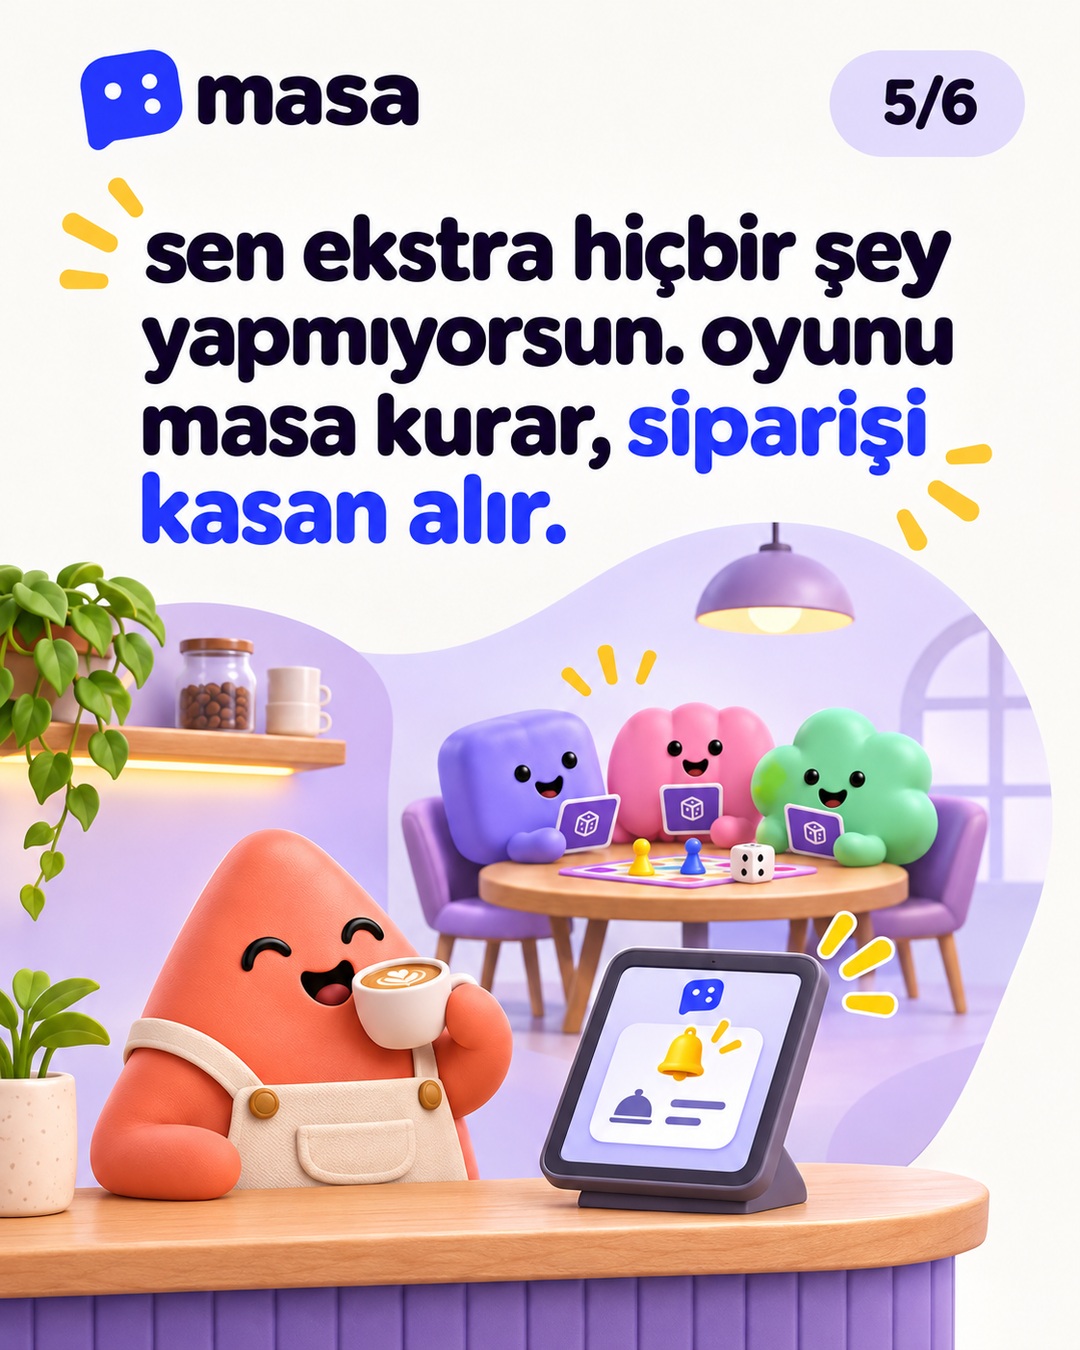 masa
5/6
sen ekstra hiçbir şey
yapmıyorsun. oyunu
masa kurar, siparişi
kasan alır.